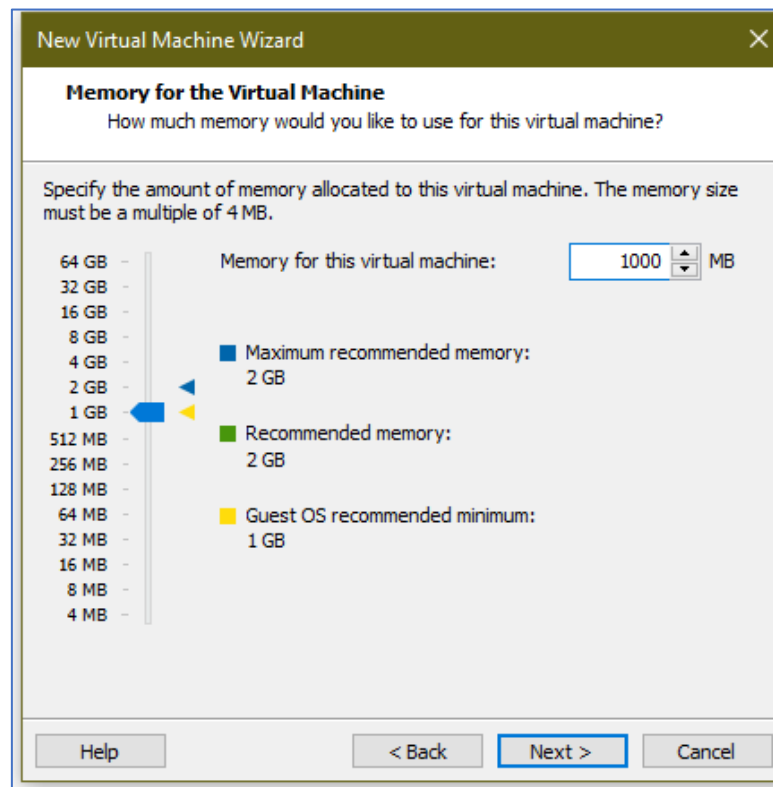 New Virtual Machine Wizard
Memory for the Virtual Machine
How much memory would you like to use for this virtual machine?
Specify the amount of memory allocated to this virtual machine. The memory size
must be a multiple of 4 MB.
Memory for this virtual machine: 1000 MB
64 GB
32 GB
16 GB
8 GB
4 GB
2 GB
1 GB
512 MB
256 MB
128 MB
64 MB
32 MB
16 MB
8 MB
4 MB
Maximum recommended memory:
2 GB
Recommended memory:
2 GB
Guest OS recommended minimum:
1 GB
Help < Back Next > Cancel